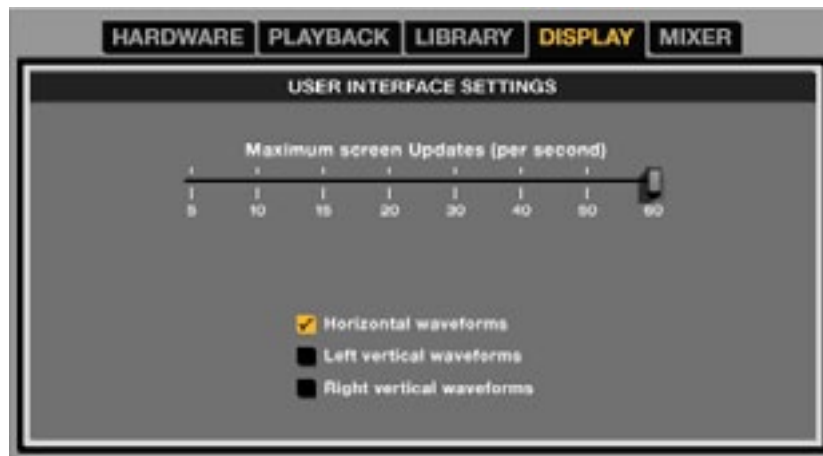 HARDWARE PLAYBACK LIBRARY DISPLAY MIXER
USER INTERFACE SETTINGS
Maximum screen Updates (per second)
5 10 15 20 30 40 50 60
Horizontal waveforms
Left vertical waveforms
Right vertical waveforms